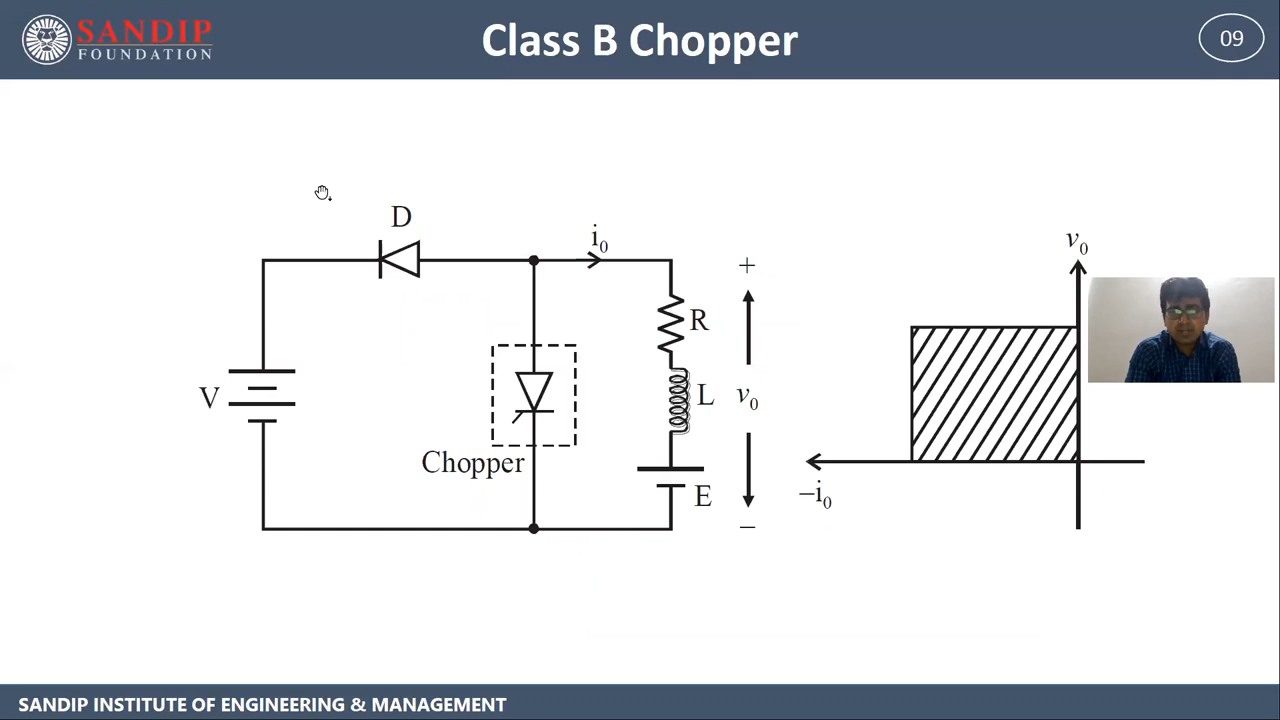 SANDIP
FOUNDATION
Class B Chopper
09
D
i₀
+
v₀
R
V
L
v₀
Chopper
E
−i₀
−
SANDIP INSTITUTE OF ENGINEERING & MANAGEMENT